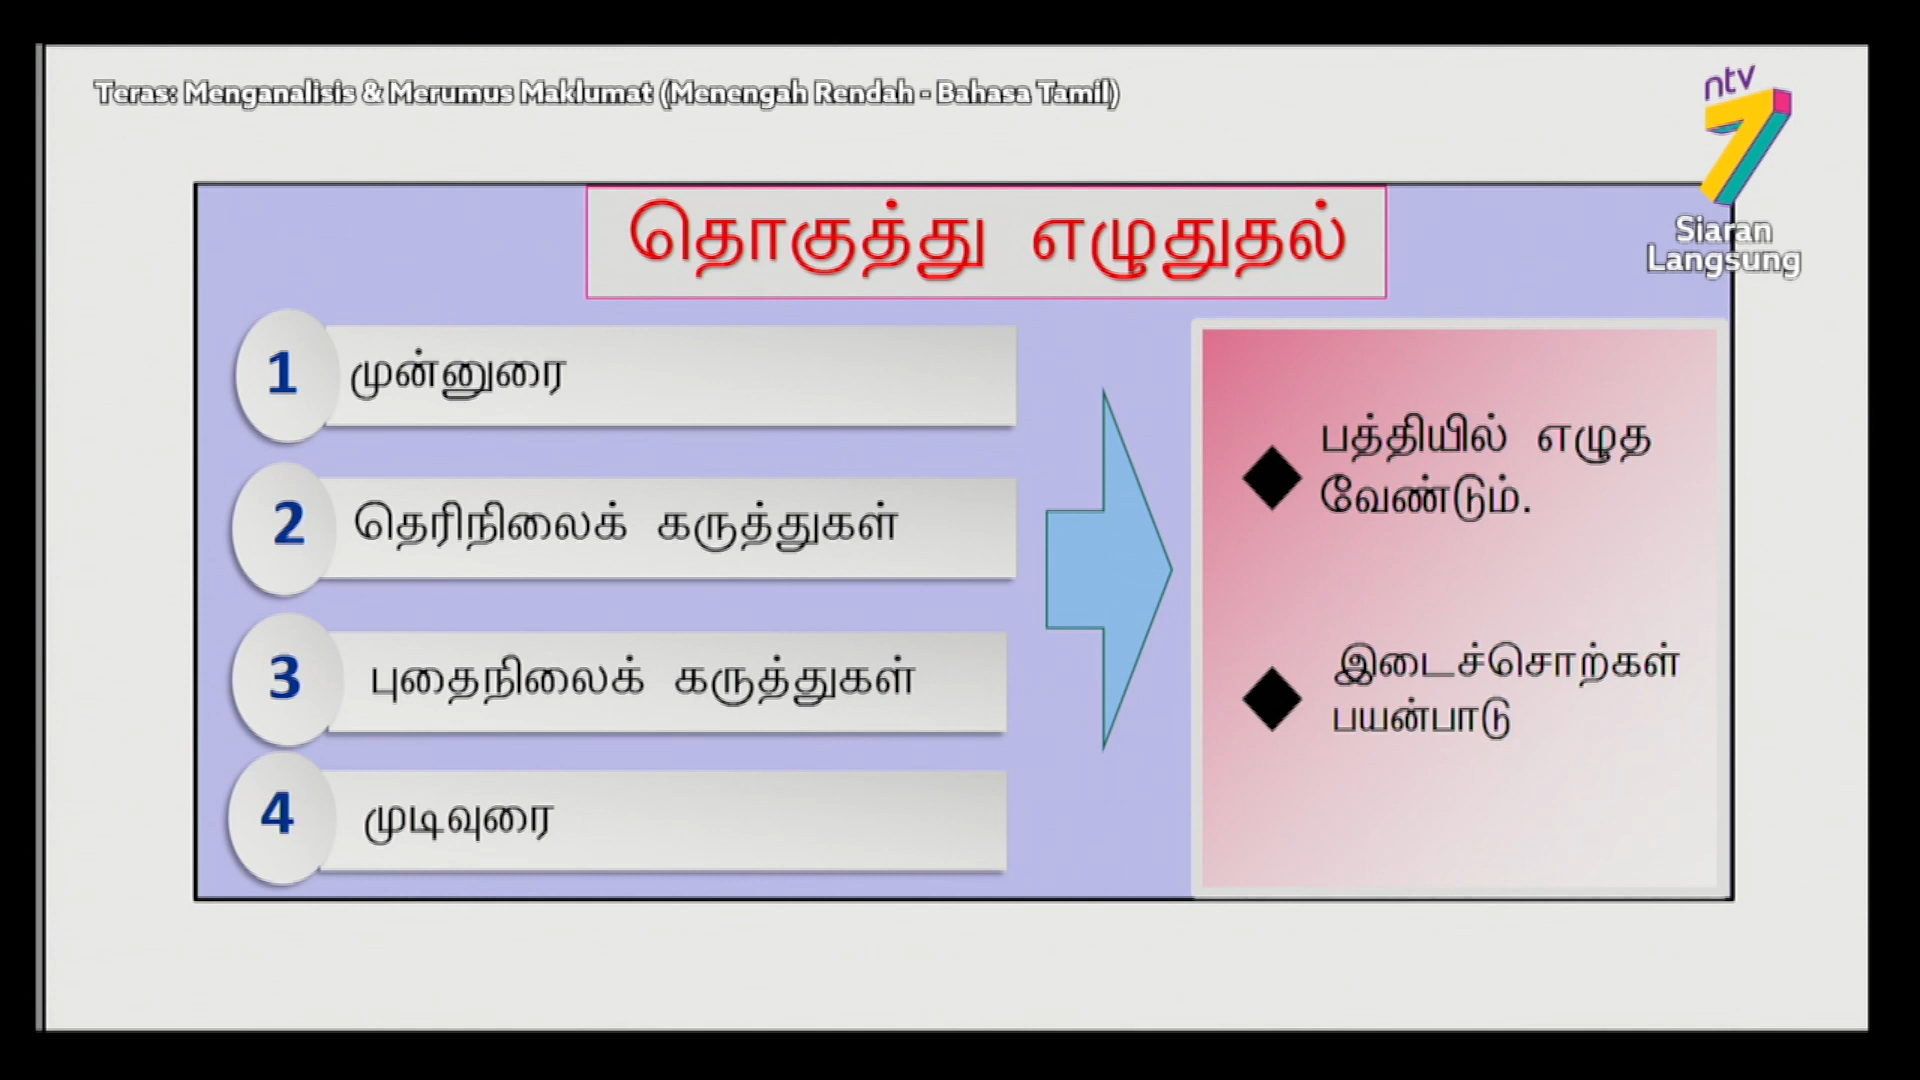 Teras: Menganalisis & Merumus Maklumat (Menengah Rendah - Bahasa Tamil)
ntv
7
Siaran
Langsung
தொகுத்து எழுதுதல்
1 முன்னுரை
2 தெரிநிலைக் கருத்துகள்
3 புதைநிலைக் கருத்துகள்
4 முடிவுரை
பத்தியில் எழுத
வேண்டும்.
இடைச்சொற்கள்
பயன்பாடு